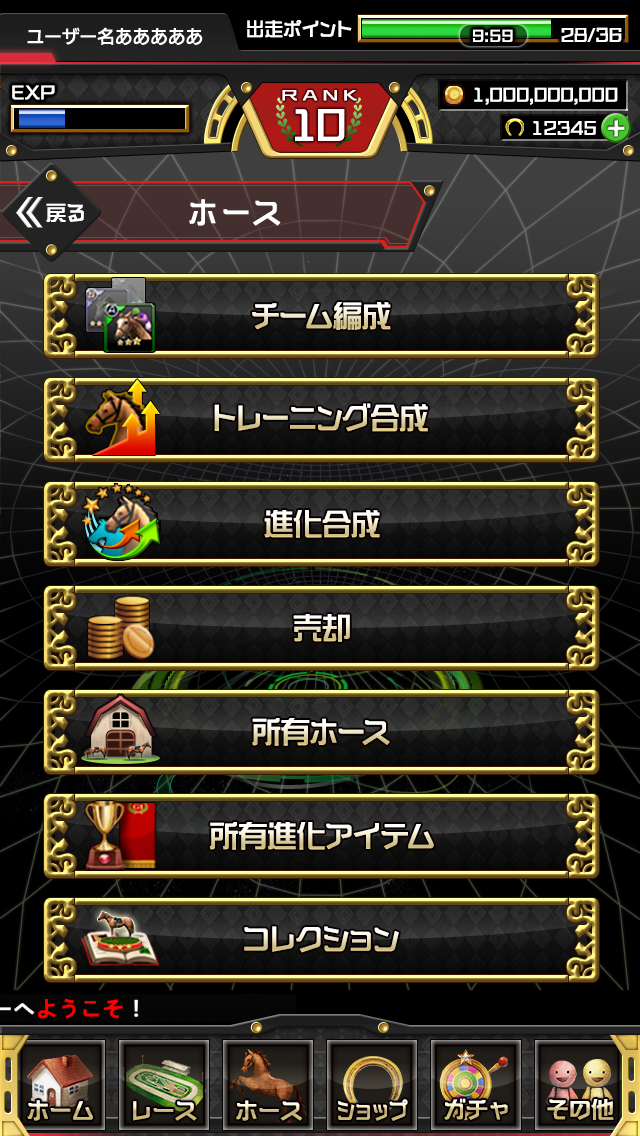 ユーザー名あああああ
出走ポイント
9:59
28/36
EXP
RANK
10
1,000,000,000
12345
戻る
ホース
チーム編成
トレーニング合成
進化合成
売却
所有ホース
所有進化アイテム
コレクション
ーへようこそ！
ホーム
レース
ホース
ショップ
ガチャ
その他